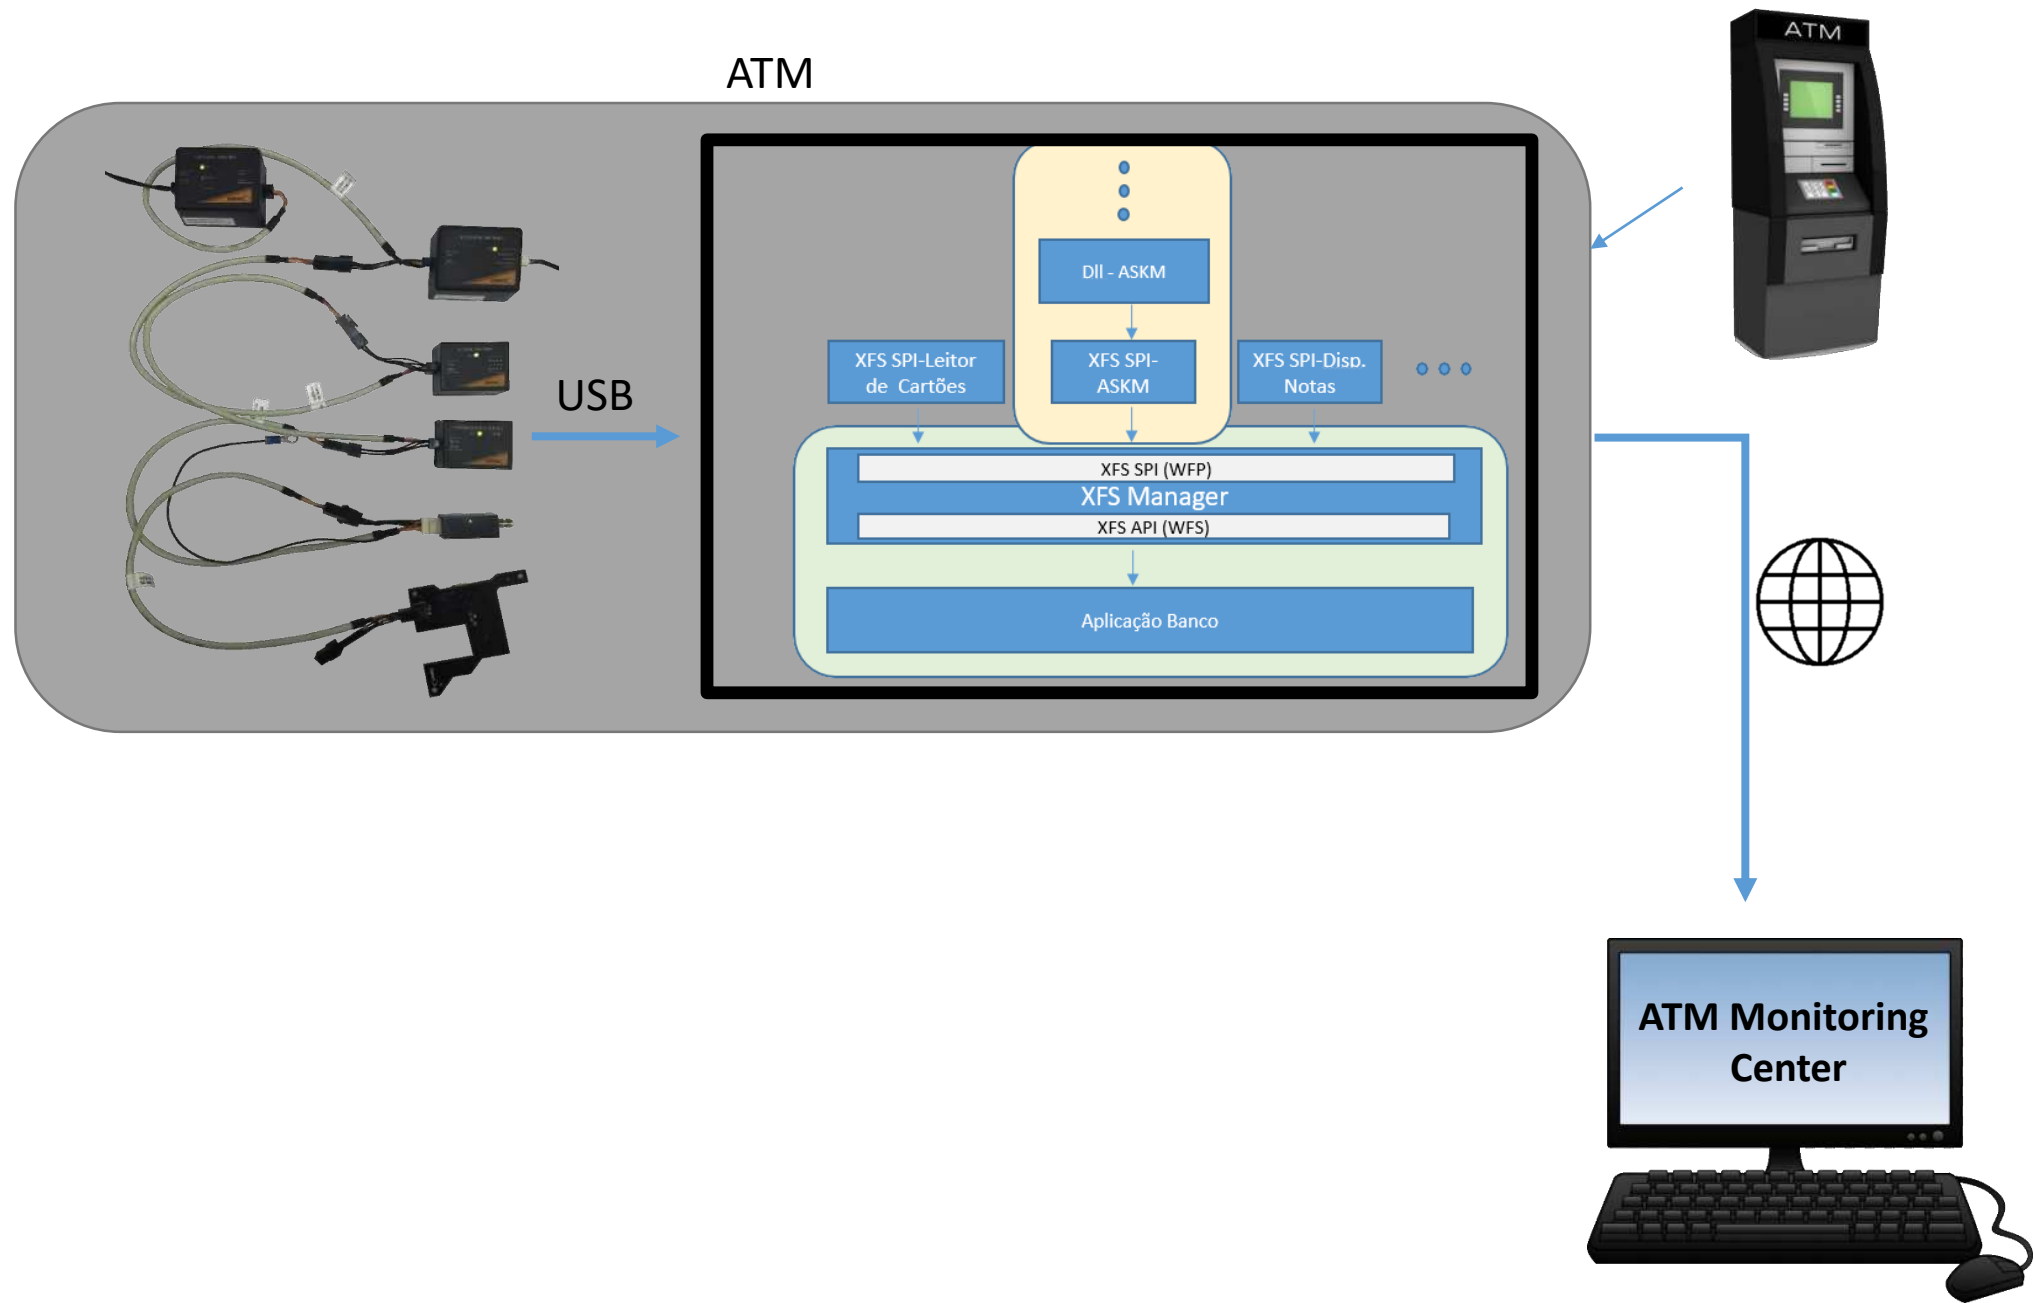 ATM
ATM
Dll - ASKM
XFS SPI-Leitor
de Cartões
XFS SPI-
ASKM
XFS SPI-Disp.
Notas
USB
XFS SPI (WFP)
XFS Manager
XFS API (WFS)
Aplicação Banco
ATM Monitoring
Center